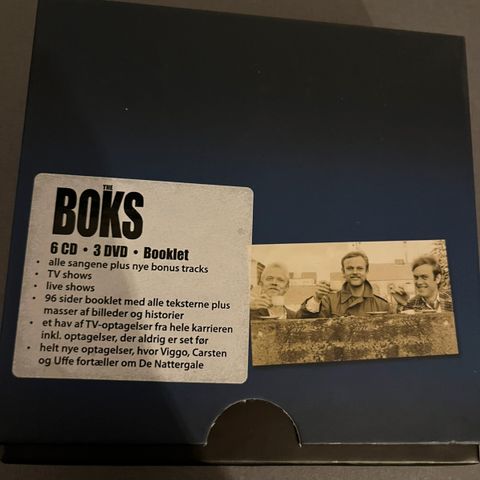 THE
BOKS
6 CD • 3 DVD • Booklet
• alle sangene plus nye bonus tracks
• TV shows
• live shows
• 96 sider booklet med alle teksterne plus
masser af billeder og historier
• et hav af TV-optagelser fra hele karrieren
inkl. optagelser, der aldrig er set før
• helt nye optagelser, hvor Viggo, Carsten
og Uffe fortæller om De Nattergale